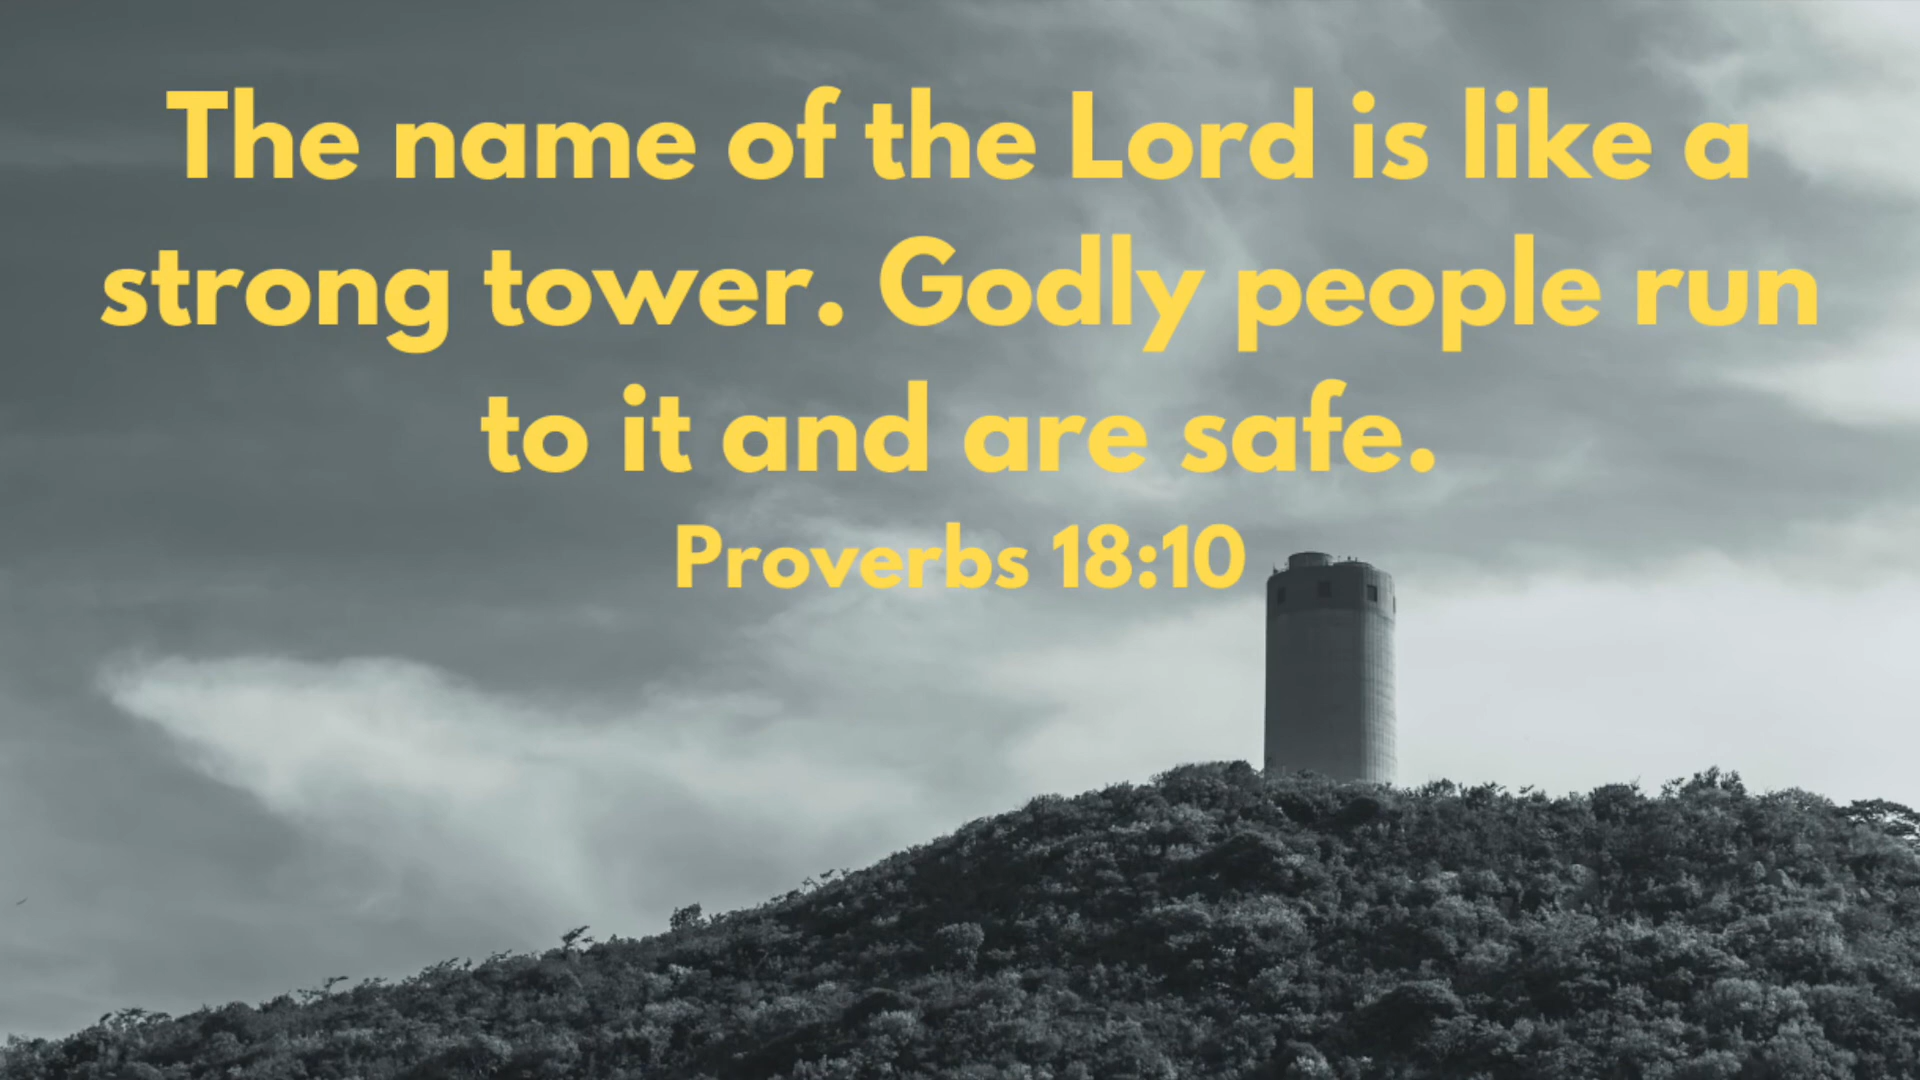 The name of the Lord is like a
strong tower. Godly people run
to it and are safe.
Proverbs 18:10